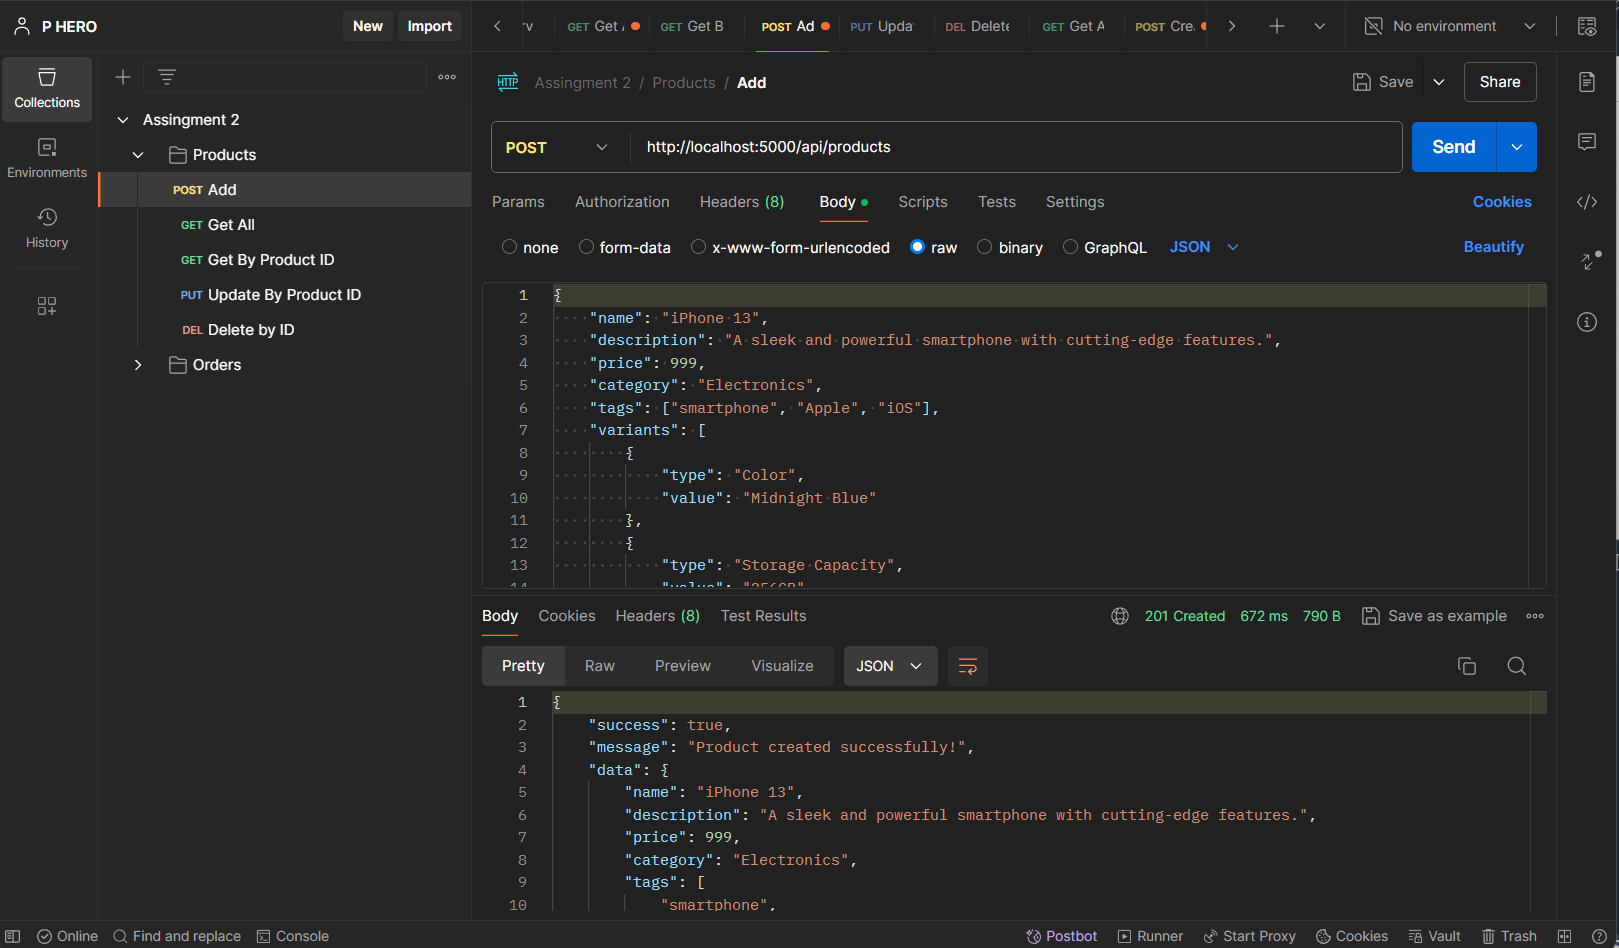 P HERO
New
Import
GET Get
GET Get B
POST Ad
PUT Upda
DEL Delete
GET Get A
POST Cre
No environment
Collections
Environments
History
Assingment 2
Products
POST Add
GET Get All
GET Get By Product ID
PUT Update By Product ID
DEL Delete by ID
Orders
HTTP Assingment 2 / Products / Add
Save
Share
POST
http://localhost:5000/api/products
Send
Params Authorization Headers (8) Body Scripts Tests Settings
Cookies
none form-data x-www-form-urlencoded raw binary GraphQL JSON
Beautify
1 {
2 "name": "iPhone 13",
3 "description": "A sleek and powerful smartphone with cutting-edge features.",
4 "price": 999,
5 "category": "Electronics",
6 "tags": ["smartphone", "Apple", "iOS"],
7 "variants": [
8 {
9 "type": "Color",
10 "value": "Midnight Blue"
11 },
12 {
13 "type": "Storage Capacity",
14 "value": "256GB"
Body Cookies Headers (8) Test Results
201 Created 672 ms 790 B
Save as example
Pretty Raw Preview Visualize JSON
1 {
2 "success": true,
3 "message": "Product created successfully!",
4 "data": {
5 "name": "iPhone 13",
6 "description": "A sleek and powerful smartphone with cutting-edge features.",
7 "price": 999,
8 "category": "Electronics",
9 "tags": [
10 "smartphone",
Online
Find and replace
Console
Postbot
Runner
Start Proxy
Cookies
Vault
Trash